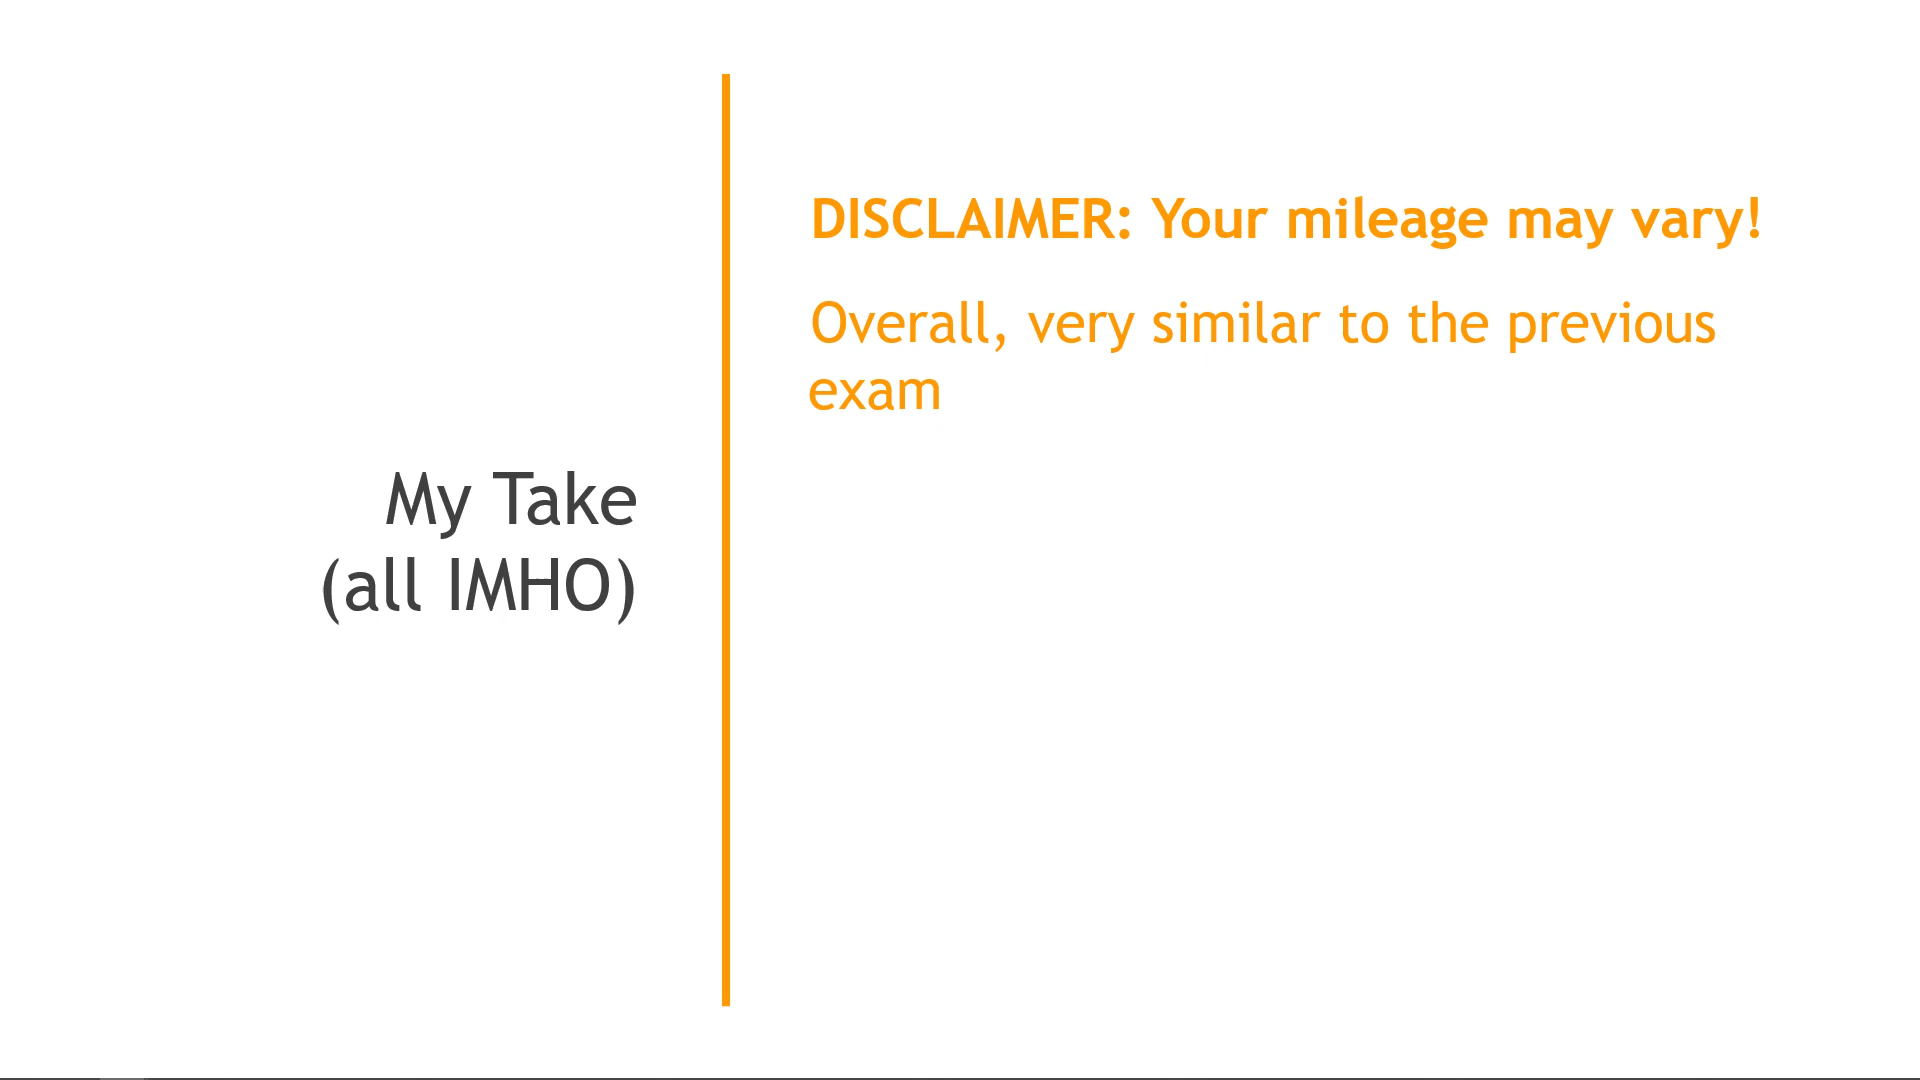 My Take
(all IMHO)
DISCLAIMER: Your mileage may vary!
Overall, very similar to the previous
exam